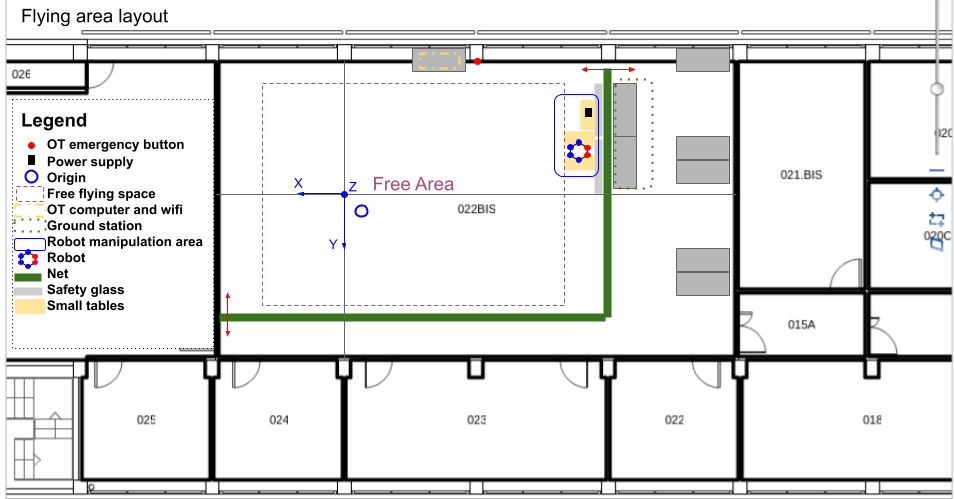 Flying area layout
026
Legend
OT emergency button
Power supply
Origin
Free flying space
OT computer and wifi
Ground station
Robot manipulation area
Robot
Net
Safety glass
Small tables
X
Z
Free Area
022BIS
Y
021.BIS
020C
015A
025
024
023
022
018